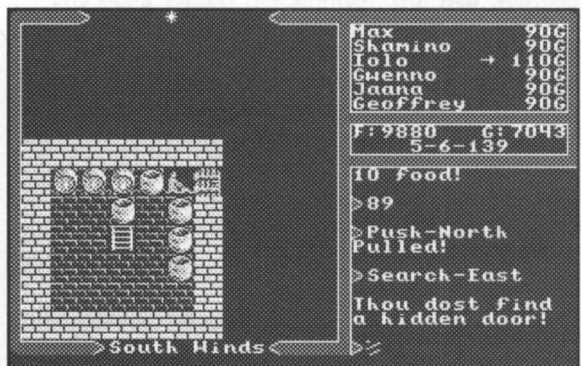 Max 90G
Shamino 90G
Iolo → 110G
Gwenno 90G
Jaana 90G
Geoffrey 90G
F:9880 G:7043
5-6-139
10 food!
>89
>Push-North
Pulled!
>Search-East
Thou dost find
a hidden door!
South Winds